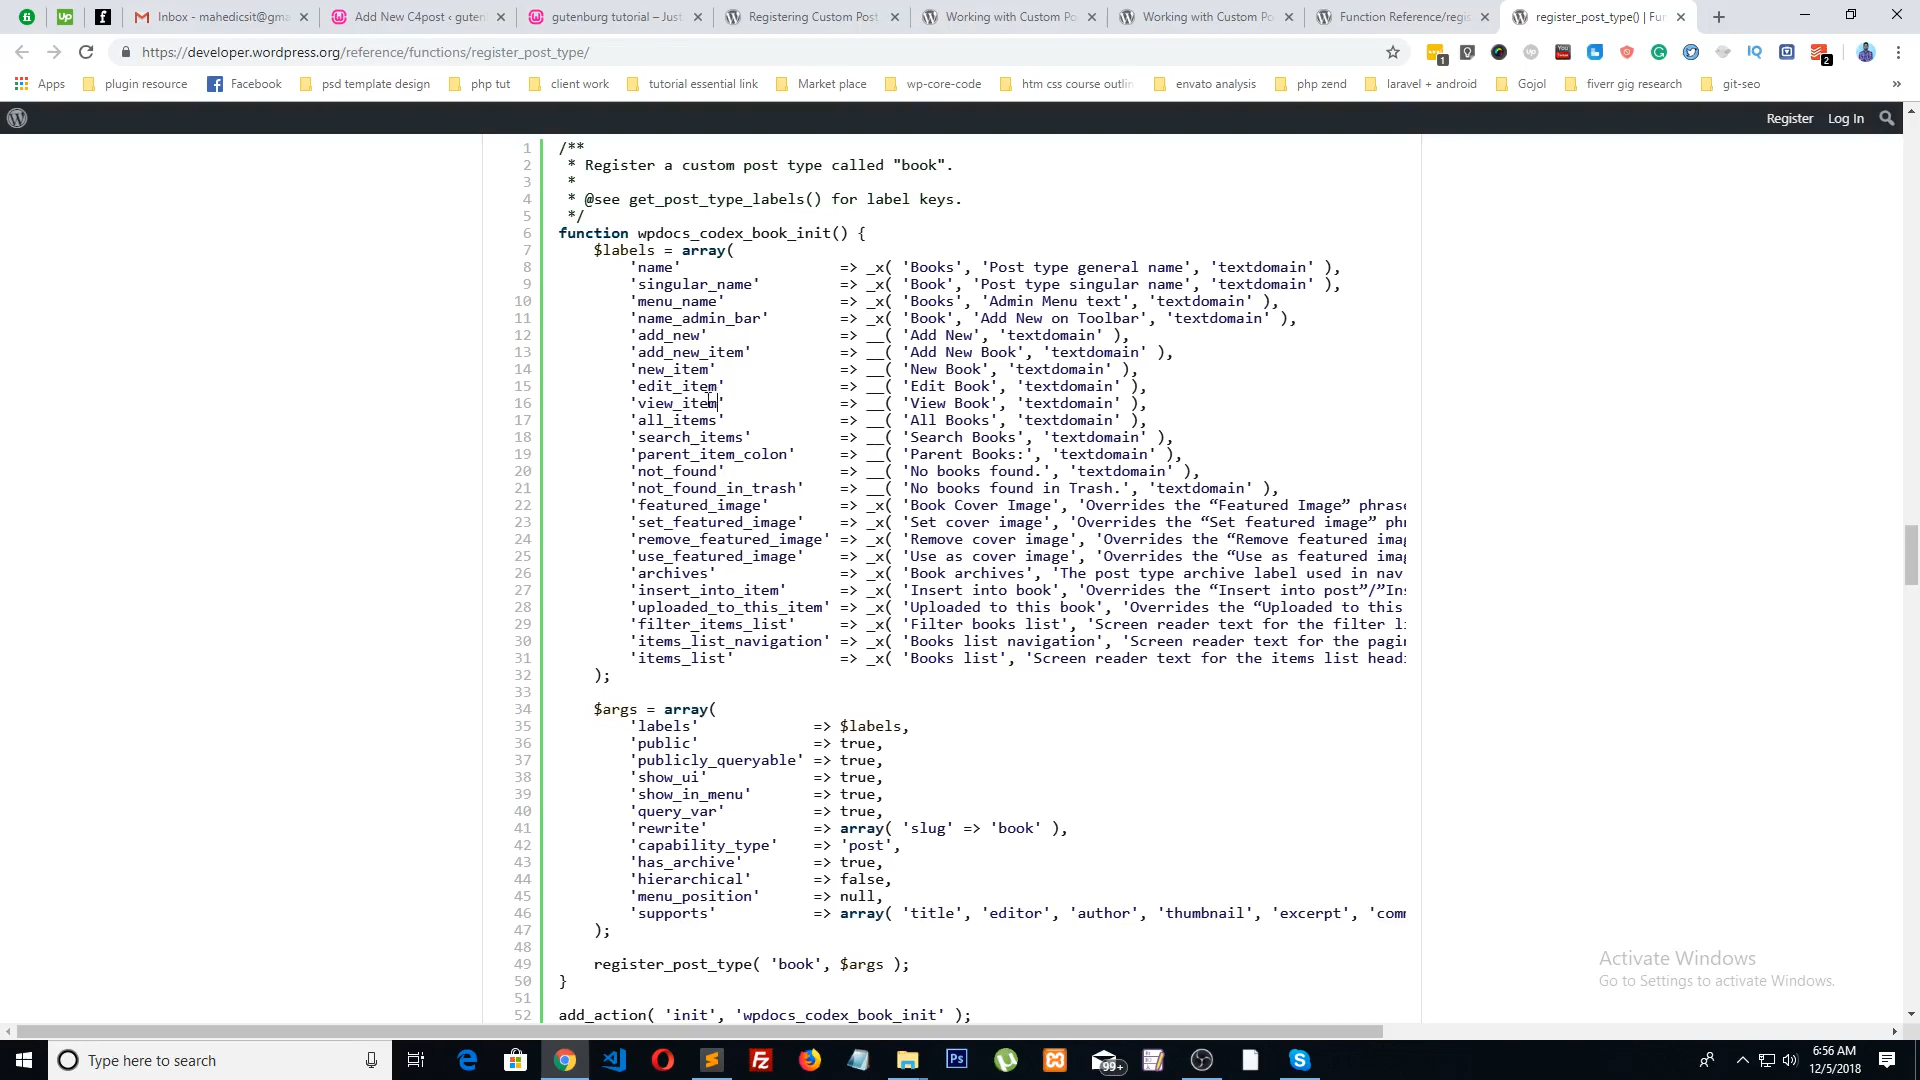 Inbox - mahedicsit@gma
Add New C4post ‹ guten
gutenburg tutorial – Just
Registering Custom Post
Working with Custom Po
Working with Custom Po
Function Reference/regis
register_post_type() | Fun
https://developer.wordpress.org/reference/functions/register_post_type/
Apps
plugin resource
Facebook
psd template design
php tut
client work
tutorial essential link
Market place
wp-core-code
htm css course outlin
envato analysis
php zend
laravel + android
Gojol
fiverr gig research
git-seo
»
Register
Log In
1 /**
2  * Register a custom post type called "book".
3  *
4  * @see get_post_type_labels() for label keys.
5  */
6 function wpdocs_codex_book_init() {
7     $labels = array(
8         'name'                  => _x( 'Books', 'Post type general name', 'textdomain' ),
9         'singular_name'         => _x( 'Book', 'Post type singular name', 'textdomain' ),
10         'menu_name'             => _x( 'Books', 'Admin Menu text', 'textdomain' ),
11         'name_admin_bar'        => _x( 'Book', 'Add New on Toolbar', 'textdomain' ),
12         'add_new'               => __( 'Add New', 'textdomain' ),
13         'add_new_item'          => __( 'Add New Book', 'textdomain' ),
14         'new_item'              => __( 'New Book', 'textdomain' ),
15         'edit_item'             => __( 'Edit Book', 'textdomain' ),
16         'view_item'             => __( 'View Book', 'textdomain' ),
17         'all_items'             => __( 'All Books', 'textdomain' ),
18         'search_items'          => __( 'Search Books', 'textdomain' ),
19         'parent_item_colon'     => __( 'Parent Books:', 'textdomain' ),
20         'not_found'             => __( 'No books found.', 'textdomain' ),
21         'not_found_in_trash'    => __( 'No books found in Trash.', 'textdomain' ),
22         'featured_image'        => _x( 'Book Cover Image', 'Overrides the “Featured Image” phrase
23         'set_featured_image'    => _x( 'Set cover image', 'Overrides the “Set featured image” phr
24         'remove_featured_image' => _x( 'Remove cover image', 'Overrides the “Remove featured imag
25         'use_featured_image'    => _x( 'Use as cover image', 'Overrides the “Use as featured imag
26         'archives'              => _x( 'Book archives', 'The post type archive label used in nav
27         'insert_into_item'      => _x( 'Insert into book', 'Overrides the “Insert into post”/”Ins
28         'uploaded_to_this_item' => _x( 'Uploaded to this book', 'Overrides the “Uploaded to this
29         'filter_items_list'     => _x( 'Filter books list', 'Screen reader text for the filter li
30         'items_list_navigation' => _x( 'Books list navigation', 'Screen reader text for the pagin
31         'items_list'            => _x( 'Books list', 'Screen reader text for the items list headi
32     );
33
34     $args = array(
35         'labels'             => $labels,
36         'public'             => true,
37         'publicly_queryable' => true,
38         'show_ui'            => true,
39         'show_in_menu'       => true,
40         'query_var'          => true,
41         'rewrite'            => array( 'slug' => 'book' ),
42         'capability_type'    => 'post',
43         'has_archive'        => true,
44         'hierarchical'       => false,
45         'menu_position'      => null,
46         'supports'           => array( 'title', 'editor', 'author', 'thumbnail', 'excerpt', 'comm
47     );
48
49     register_post_type( 'book', $args );
50 }
51
52 add_action( 'init', 'wpdocs_codex_book_init' );
Activate Windows
Go to Settings to activate Windows.
Type here to search
99+
6:56 AM
12/5/2018